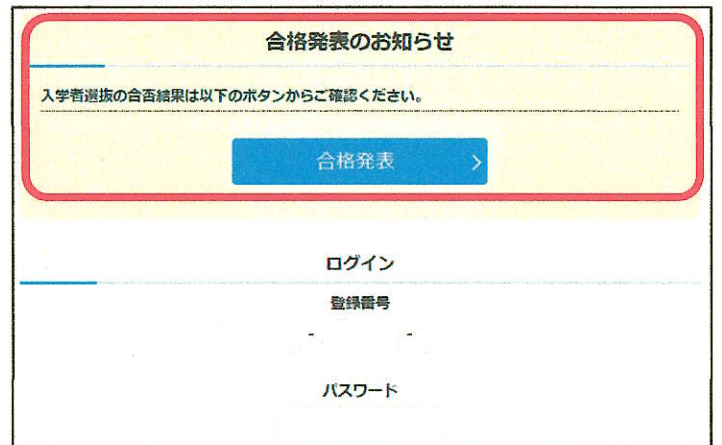 合格発表のお知らせ
入学者選抜の合否結果は以下のボタンからご確認ください。
合格発表 >
ログイン
登録番号
- -
パスワード